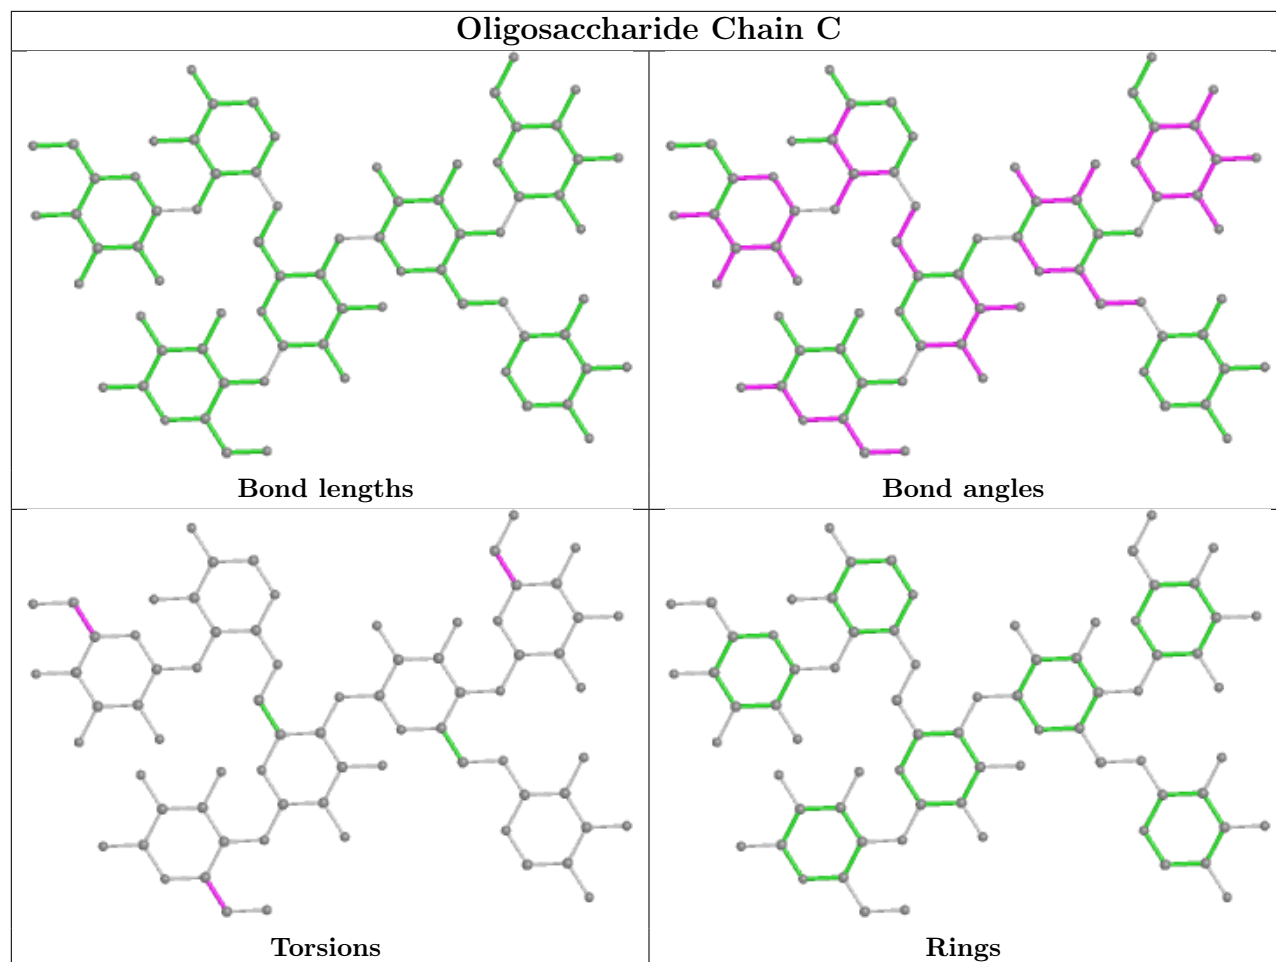 Oligosaccharide Chain C
Bond lengths
Bond angles
Torsions
Rings